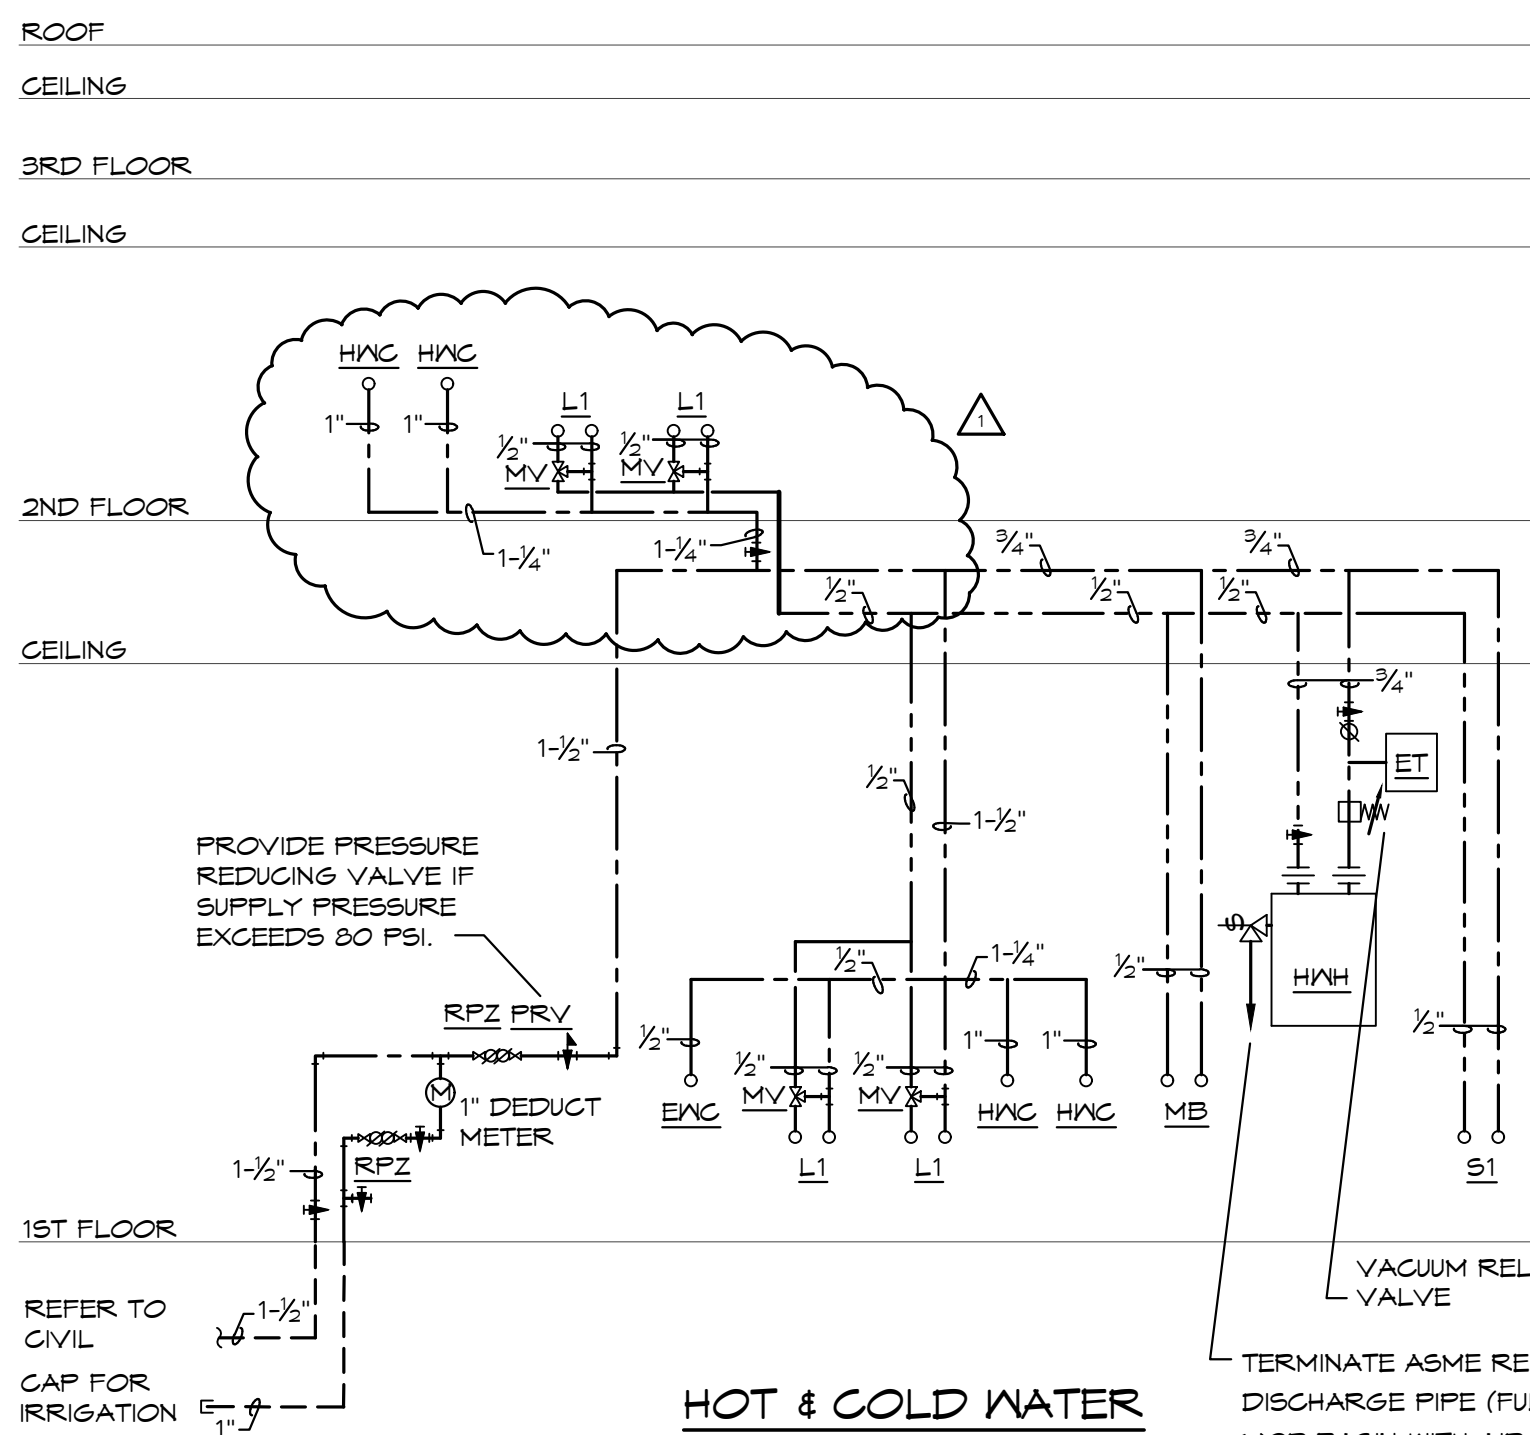 ROOF
CEILING
3RD FLOOR
CEILING
HWC HWC
1" 1"
L1 L1
1/2" 1/2"
MV MV
1
2ND FLOOR
1-1/4" 1-1/4"
3/4" 3/4"
1/2" 1/2" 1/2"
CEILING
3/4"
1-1/2"
1/2"
1-1/2"
ET
PROVIDE PRESSURE
REDUCING VALVE IF
SUPPLY PRESSURE
EXCEEDS 80 PSI.
1/2" 1-1/4"
1/2"
S
HWH
RPZ PRV
1/2" 1" 1" 1/2"
1/2" 1/2"
MV MV
M
1" DEDUCT
METER
EWC HWC HWC MB
RPZ
1-1/2"
L1 L1 S1
1ST FLOOR
REFER TO
CIVIL
1-1/2"
VACUUM REL
VALVE
CAP FOR
IRRIGATION
1"
HOT & COLD WATER
TERMINATE ASME RE
DISCHARGE PIPE (FU